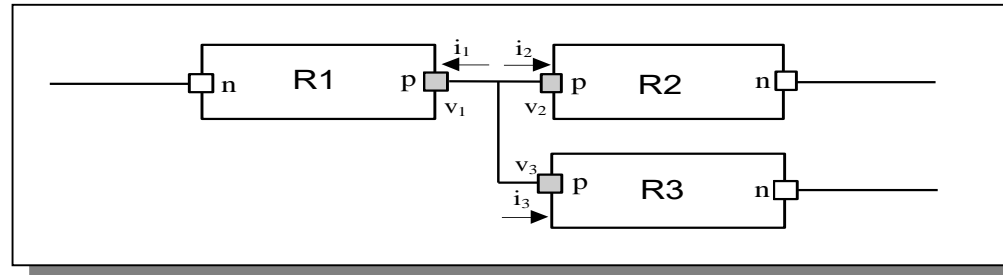 i₁ i₂
n R1 p p R2 n
v₁ v₂
v₃
p R3 n
i₃